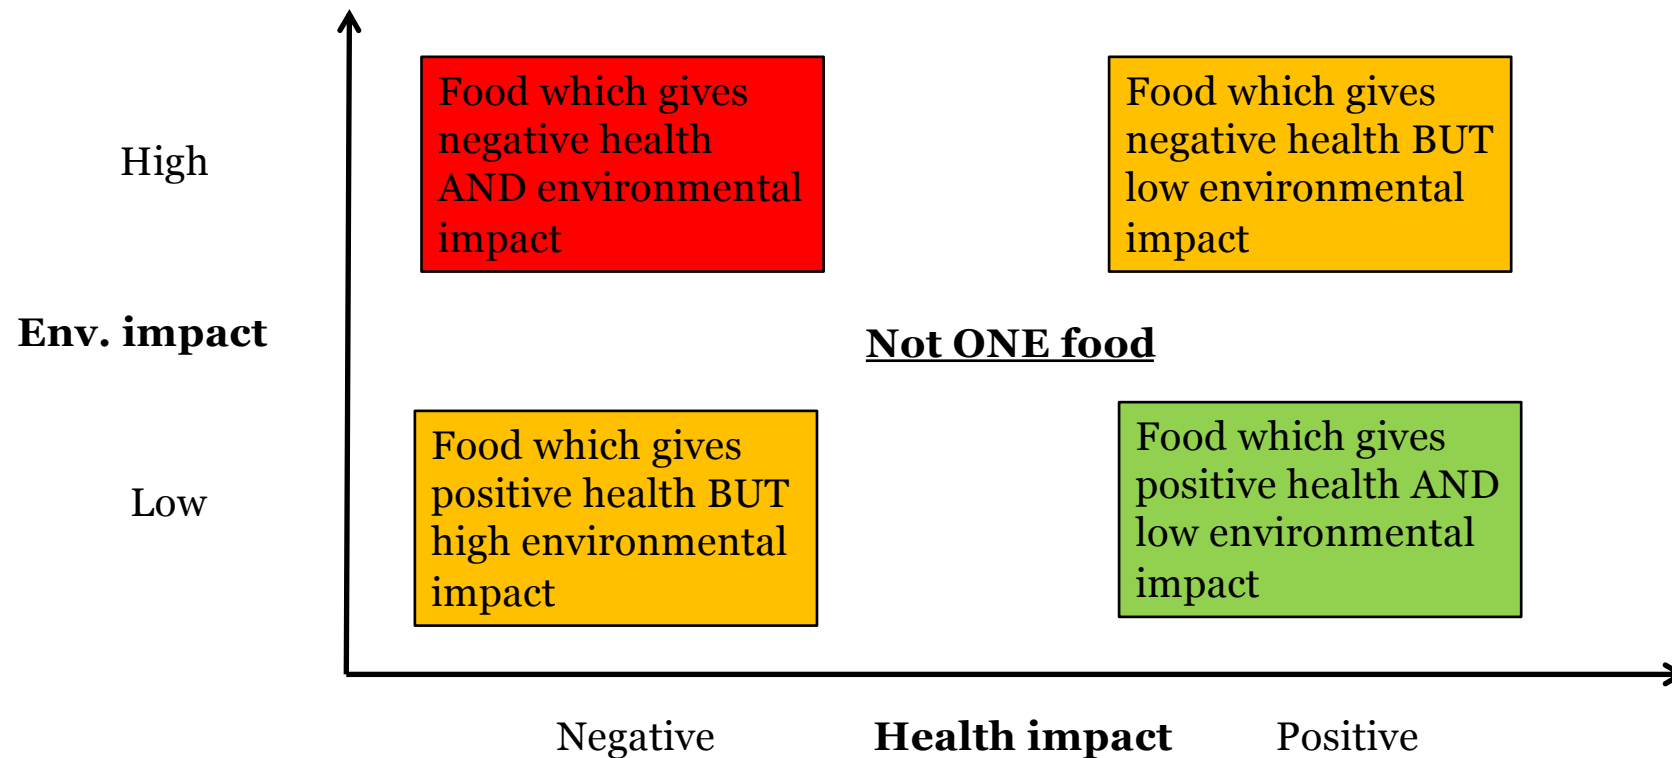 Food which gives
negative health
AND environmental
impact
Food which gives
negative health BUT
low environmental
impact
High
Env. impact
Not ONE food
Food which gives
positive health BUT
high environmental
impact
Food which gives
positive health AND
low environmental
impact
Low
Negative
Health impact
Positive